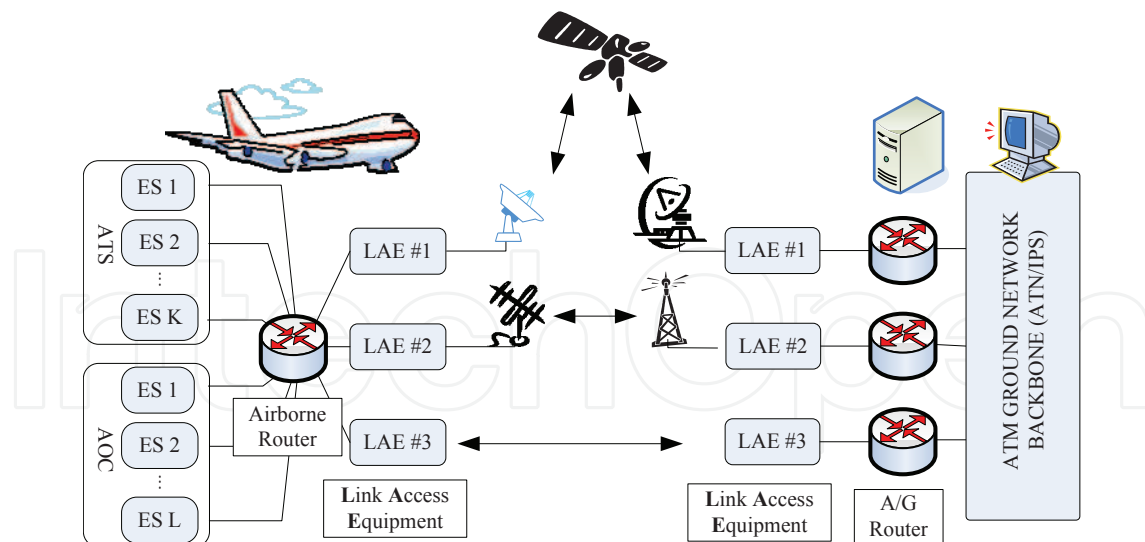 ES 1
ES 2
ES K
ATS
ES 1
ES 2
ES L
AOC
Airborne
Router
LAE #1
LAE #2
LAE #3
Link Access
Equipment
LAE #1
LAE #2
LAE #3
Link Access
Equipment
A/G
Router
ATM GROUND NETWORK
BACKBONE (ATN/IPS)
IntechOpen